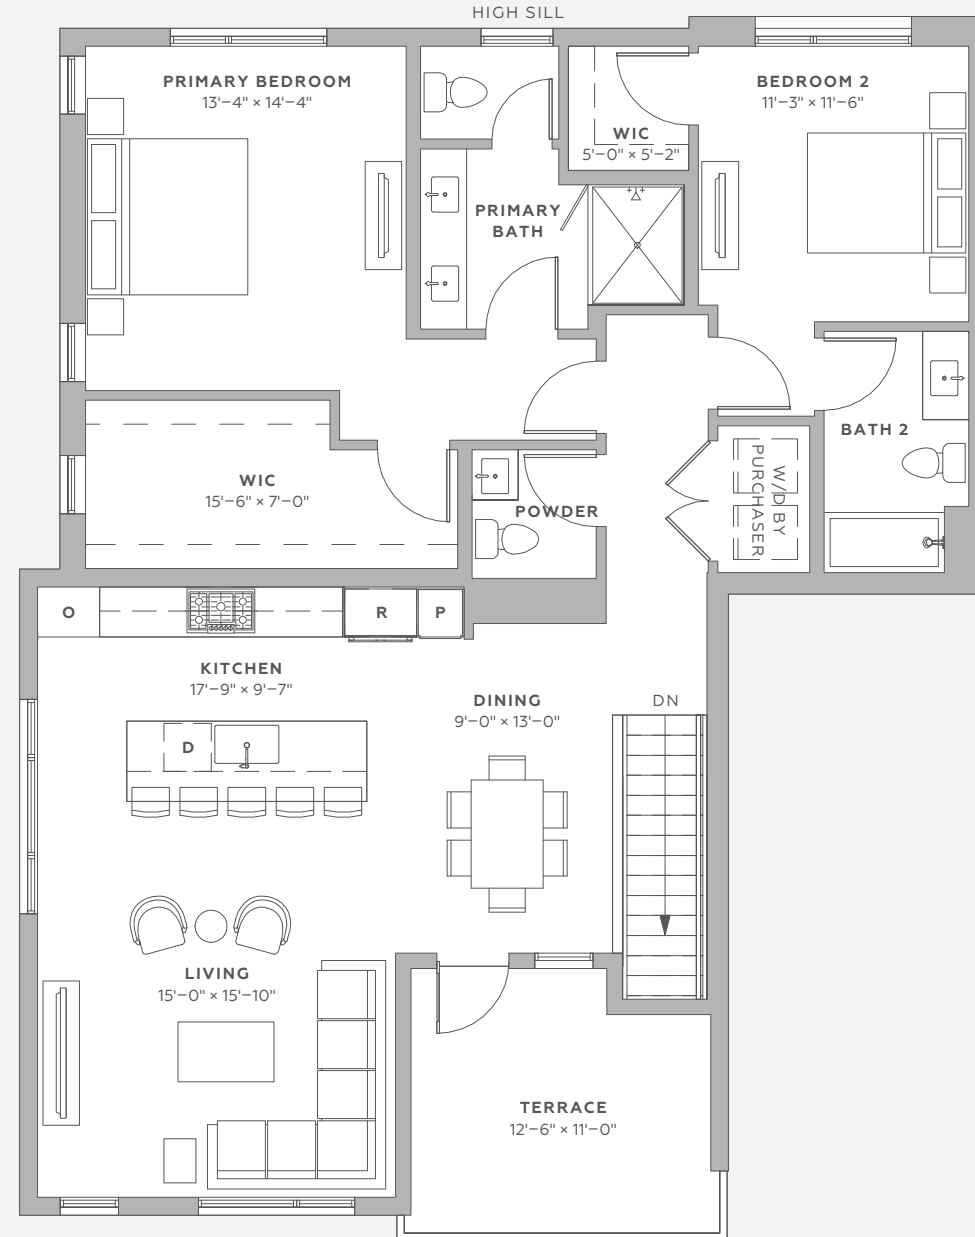 HIGH SILL
PRIMARY BEDROOM
13'–4" × 14'–4"
BEDROOM 2
11'–3" × 11'–6"
WIC
5'–0" × 5'–2"
PRIMARY
BATH
BATH 2
WIC
15'–6" × 7'–0"
POWDER
W/D BY
PURCHASER
O
R
P
KITCHEN
17'–9" × 9'–7"
DINING
9'–0" × 13'–0"
DN
D
LIVING
15'–0" × 15'–10"
TERRACE
12'–6" × 11'–0"